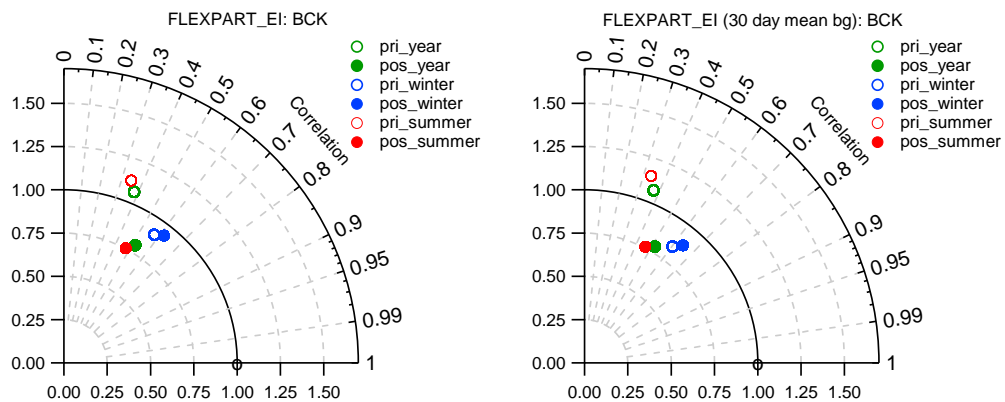 FLEXPART_EI: BCK
pri_year
pos_year
pri_winter
pos_winter
pri_summer
pos_summer
Correlation
0
0.1
0.2
0.3
0.4
0.5
0.6
0.7
0.8
0.9
0.95
0.99
1
1.50
1.25
1.00
0.75
0.50
0.25
0.00
0.00 0.25 0.50 0.75 1.00 1.25 1.50
FLEXPART_EI (30 day mean bg): BCK
pri_year
pos_year
pri_winter
pos_winter
pri_summer
pos_summer
Correlation
0
0.1
0.2
0.3
0.4
0.5
0.6
0.7
0.8
0.9
0.95
0.99
1
1.50
1.25
1.00
0.75
0.50
0.25
0.00
0.00 0.25 0.50 0.75 1.00 1.25 1.50